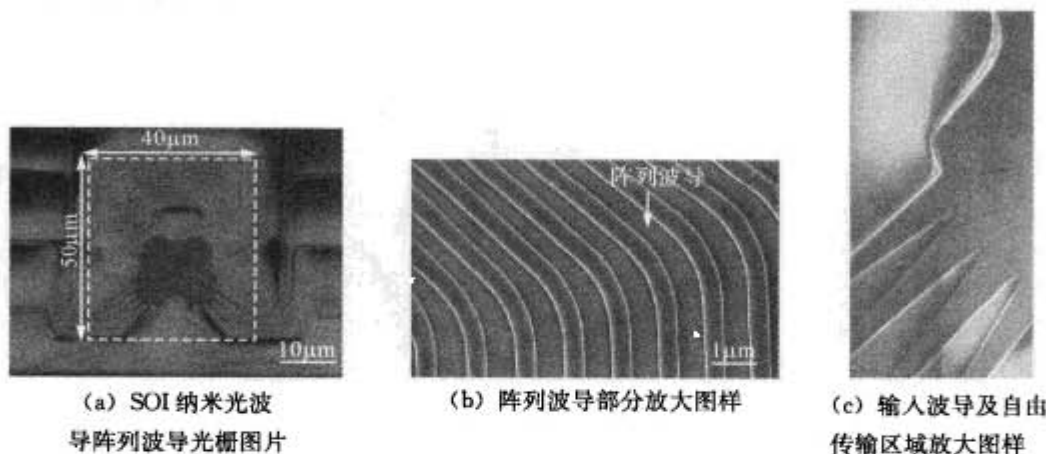 40μm
50μm
10μm
(a) SOI 纳米光波
导阵列波导光栅图片
阵列波导
1μm
(b) 阵列波导部分放大图样
(c) 输入波导及自由
传输区域放大图样